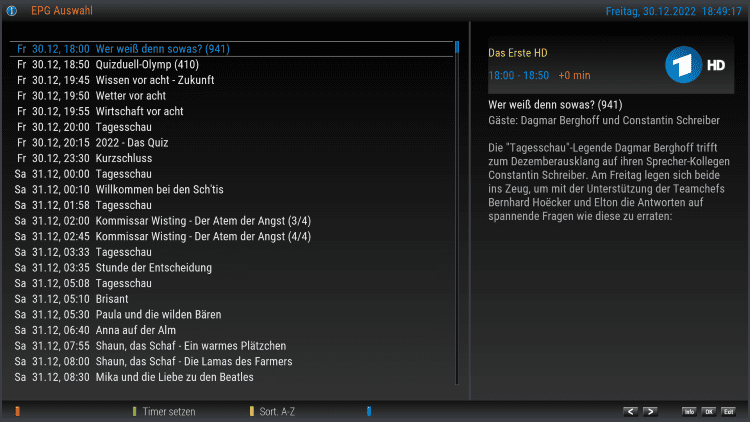 EPG Auswahl
Freitag, 30.12.2022 18:49:17
Fr 30.12, 18:00 Wer weiß denn sowas? (941)
Fr 30.12, 18:50 Quizduell-Olymp (410)
Fr 30.12, 19:45 Wissen vor acht - Zukunft
Fr 30.12, 19:50 Wetter vor acht
Fr 30.12, 19:55 Wirtschaft vor acht
Fr 30.12, 20:00 Tagesschau
Fr 30.12, 20:15 2022 - Das Quiz
Fr 30.12, 23:30 Kurzschluss
Sa 31.12, 00:00 Tagesschau
Sa 31.12, 00:10 Willkommen bei den Sch'tis
Sa 31.12, 01:58 Tagesschau
Sa 31.12, 02:00 Kommissar Wisting - Der Atem der Angst (3/4)
Sa 31.12, 02:45 Kommissar Wisting - Der Atem der Angst (4/4)
Sa 31.12, 03:33 Tagesschau
Sa 31.12, 03:35 Stunde der Entscheidung
Sa 31.12, 05:08 Tagesschau
Sa 31.12, 05:10 Brisant
Sa 31.12, 05:30 Paula und die wilden Bären
Sa 31.12, 06:40 Anna auf der Alm
Sa 31.12, 07:55 Shaun, das Schaf - Ein warmes Plätzchen
Sa 31.12, 08:00 Shaun, das Schaf - Die Lamas des Farmers
Sa 31.12, 08:30 Mika und die Liebe zu den Beatles
Das Erste HD
18:00 - 18:50 +0 min
1 HD
Wer weiß denn sowas? (941)
Gäste: Dagmar Berghoff und Constantin Schreiber
Die "Tagesschau"-Legende Dagmar Berghoff trifft
zum Dezemberausklang auf ihren Sprecher-Kollegen
Constantin Schreiber. Am Freitag legen sich beide
ins Zeug, um mit der Unterstützung der Teamchefs
Bernhard Hoëcker und Elton die Antworten auf
spannende Fragen wie diese zu erraten:
Timer setzen
Sort. A-Z
< > Info OK Exit